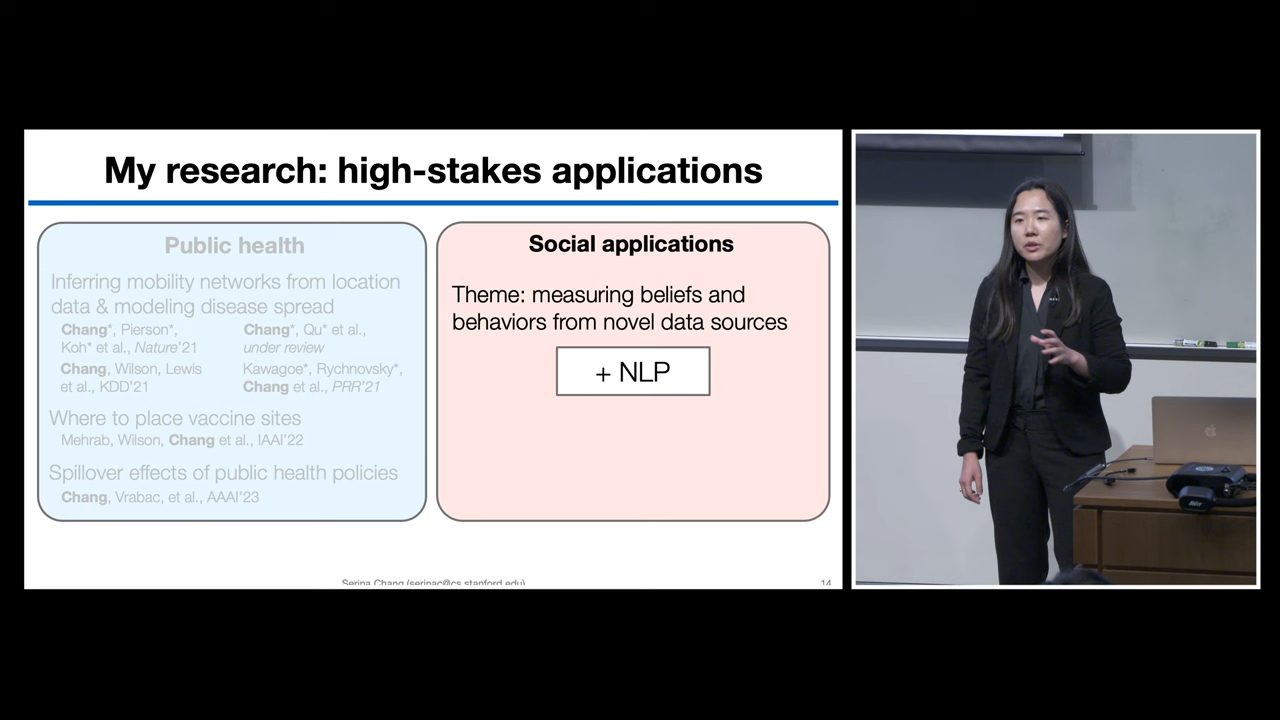 My research: high-stakes applications
Public health
Inferring mobility networks from location
data & modeling disease spread
Chang*, Pierson*,
Koh* et al., Nature'21
Chang*, Qu* et al.,
under review
Chang, Wilson, Lewis
et al., KDD'21
Kawagoe*, Rychnovsky*,
Chang et al., PRR'21
Where to place vaccine sites
Mehrab, Wilson, Chang et al., IAAI'22
Spillover effects of public health policies
Chang, Vrabac, et al., AAAI'23
Social applications
Theme: measuring beliefs and
behaviors from novel data sources
+ NLP
Serina Chang (serinac@cs.stanford.edu)
14